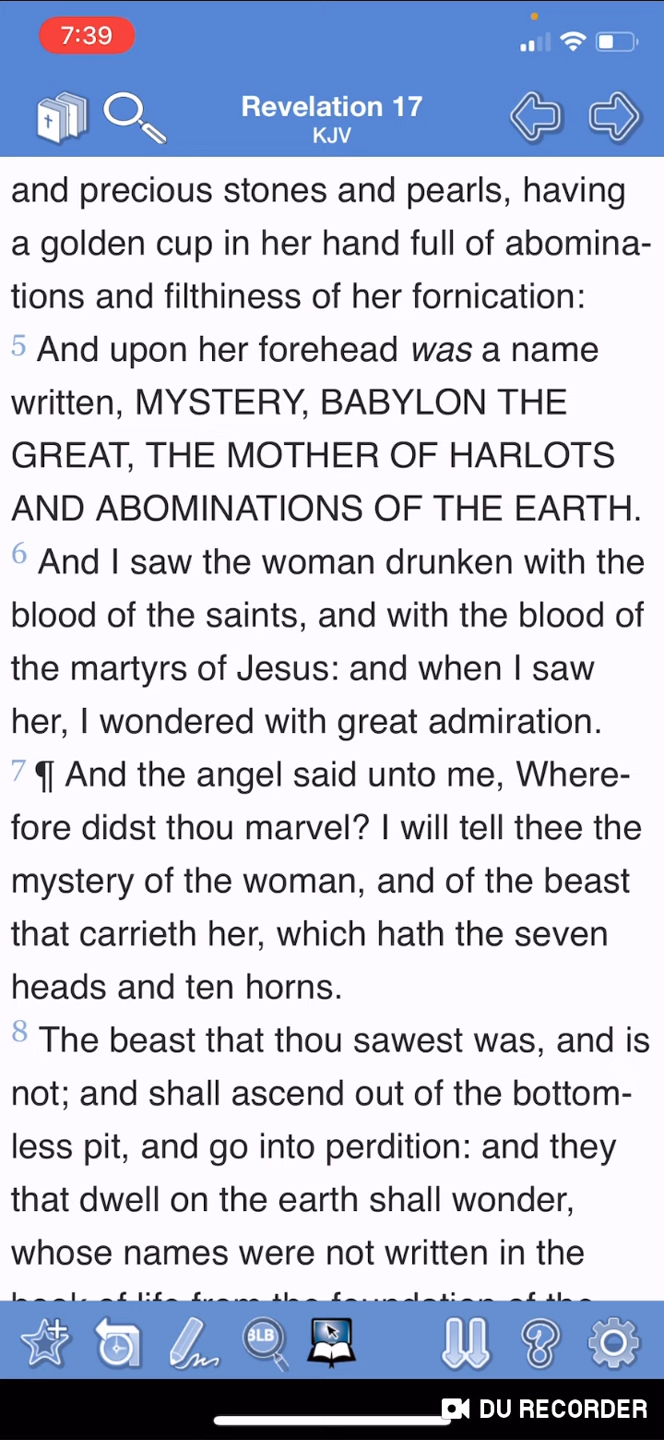 7:39
Revelation 17
KJV
and precious stones and pearls, having
a golden cup in her hand full of abomina-
tions and filthiness of her fornication:
5 And upon her forehead was a name
written, MYSTERY, BABYLON THE
GREAT, THE MOTHER OF HARLOTS
AND ABOMINATIONS OF THE EARTH.
6 And I saw the woman drunken with the
blood of the saints, and with the blood of
the martyrs of Jesus: and when I saw
her, I wondered with great admiration.
7 ¶ And the angel said unto me, Where-
fore didst thou marvel? I will tell thee the
mystery of the woman, and of the beast
that carrieth her, which hath the seven
heads and ten horns.
8 The beast that thou sawest was, and is
not; and shall ascend out of the bottom-
less pit, and go into perdition: and they
that dwell on the earth shall wonder,
whose names were not written in the
book of life from the foundation of the
BLB
DU RECORDER